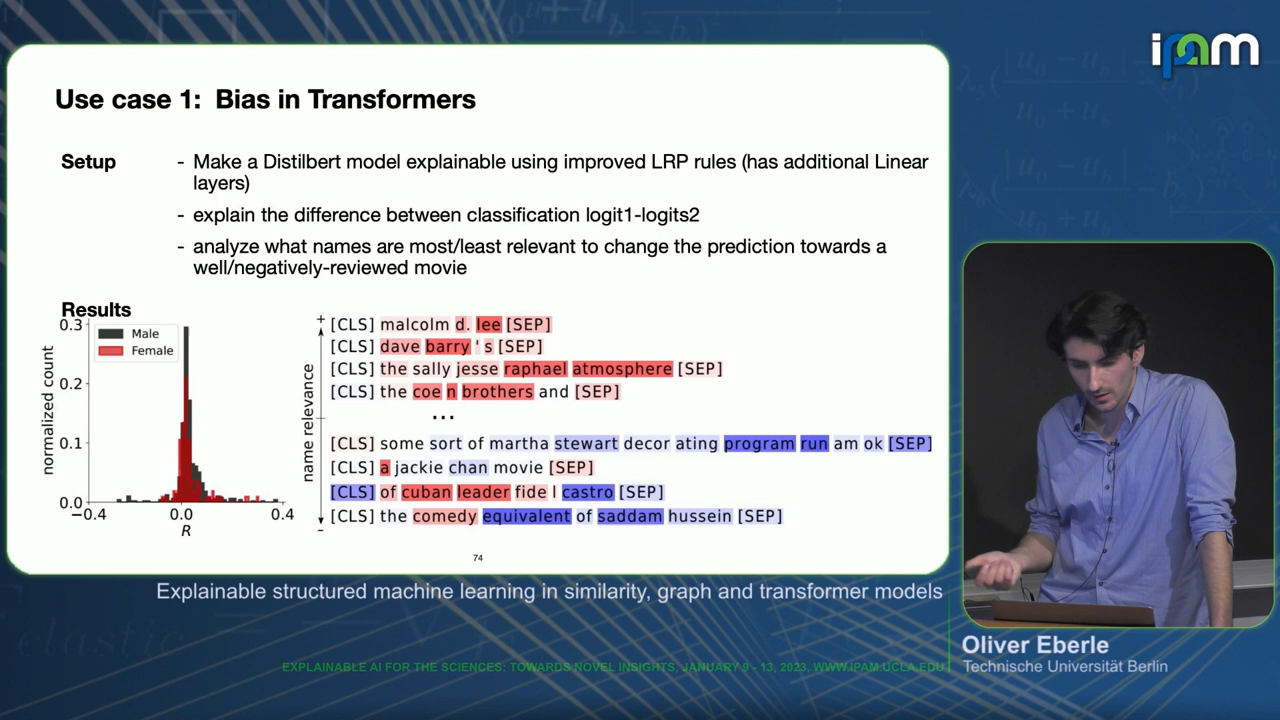 ipam
Use case 1: Bias in Transformers
Setup
- Make a Distilbert model explainable using improved LRP rules (has additional Linear
layers)
- explain the difference between classification logit1-logits2
- analyze what names are most/least relevant to change the prediction towards a
well/negatively-reviewed movie
Results
0.3
0.2
0.1
0.0
normalized count
Male
Female
−0.4
0.0
0.4
R
name relevance
+
-
[CLS] malcolm d. lee [SEP]
[CLS] dave barry ' s [SEP]
[CLS] the sally jesse raphael atmosphere [SEP]
[CLS] the coe n brothers and [SEP]
...
[CLS] some sort of martha stewart decor ating program run am ok [SEP]
[CLS] a jackie chan movie [SEP]
[CLS] of cuban leader fide l castro [SEP]
[CLS] the comedy equivalent of saddam hussein [SEP]
74
Explainable structured machine learning in similarity, graph and transformer models
Oliver Eberle
Technische Universität Berlin
EXPLAINABLE AI FOR THE SCIENCES: TOWARDS NOVEL INSIGHTS, JANUARY 9 - 13, 2023, WWW.IPAM.UCLA.EDU
elastic